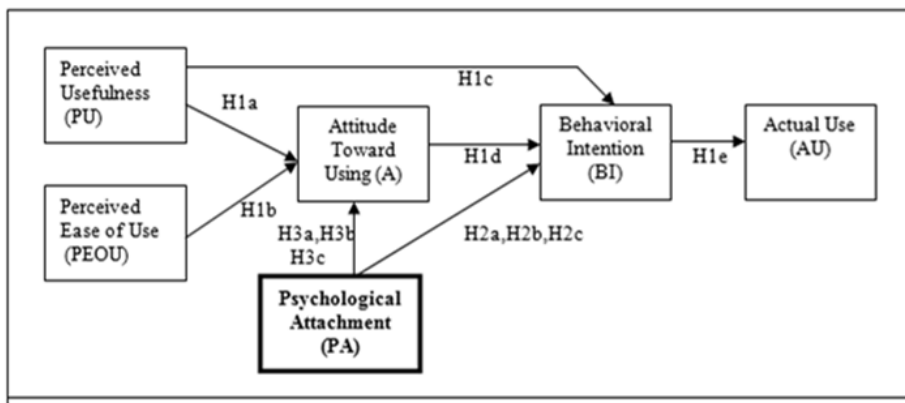 Perceived
Usefulness
(PU)
H1a
H1c
Attitude
Toward
Using (A)
H1d
Behavioral
Intention
(BI)
H1e
Actual Use
(AU)
Perceived
Ease of Use
(PEOU)
H1b
H3a,H3b
H3c
H2a,H2b,H2c
Psychological
Attachment
(PA)